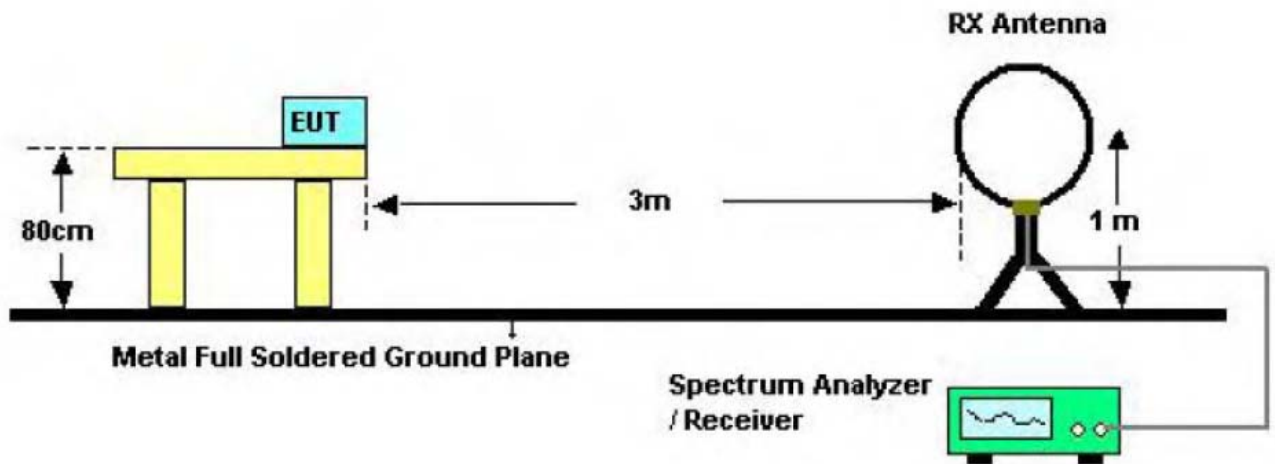 RX Antenna
EUT
80cm
3m
1 m
Metal Full Soldered Ground Plane
Spectrum Analyzer
/ Receiver